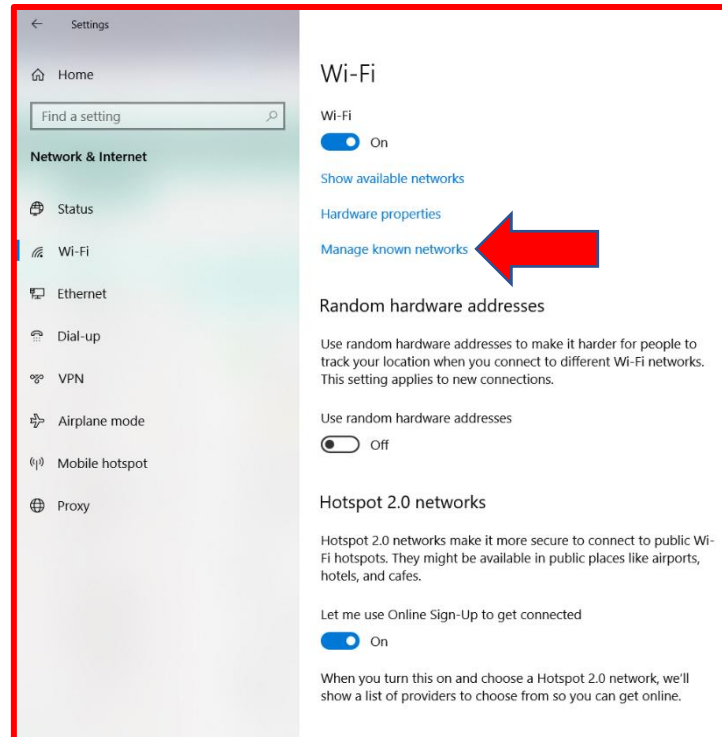 Settings
Home
Find a setting
Network & Internet
Status
Wi-Fi
Ethernet
Dial-up
VPN
Airplane mode
Mobile hotspot
Proxy
Wi-Fi
Wi-Fi
On
Show available networks
Hardware properties
Manage known networks
Random hardware addresses
Use random hardware addresses to make it harder for people to
track your location when you connect to different Wi-Fi networks.
This setting applies to new connections.
Use random hardware addresses
Off
Hotspot 2.0 networks
Hotspot 2.0 networks make it more secure to connect to public Wi-
Fi hotspots. They might be available in public places like airports,
hotels, and cafes.
Let me use Online Sign-Up to get connected
On
When you turn this on and choose a Hotspot 2.0 network, we'll
show a list of providers to choose from so you can get online.